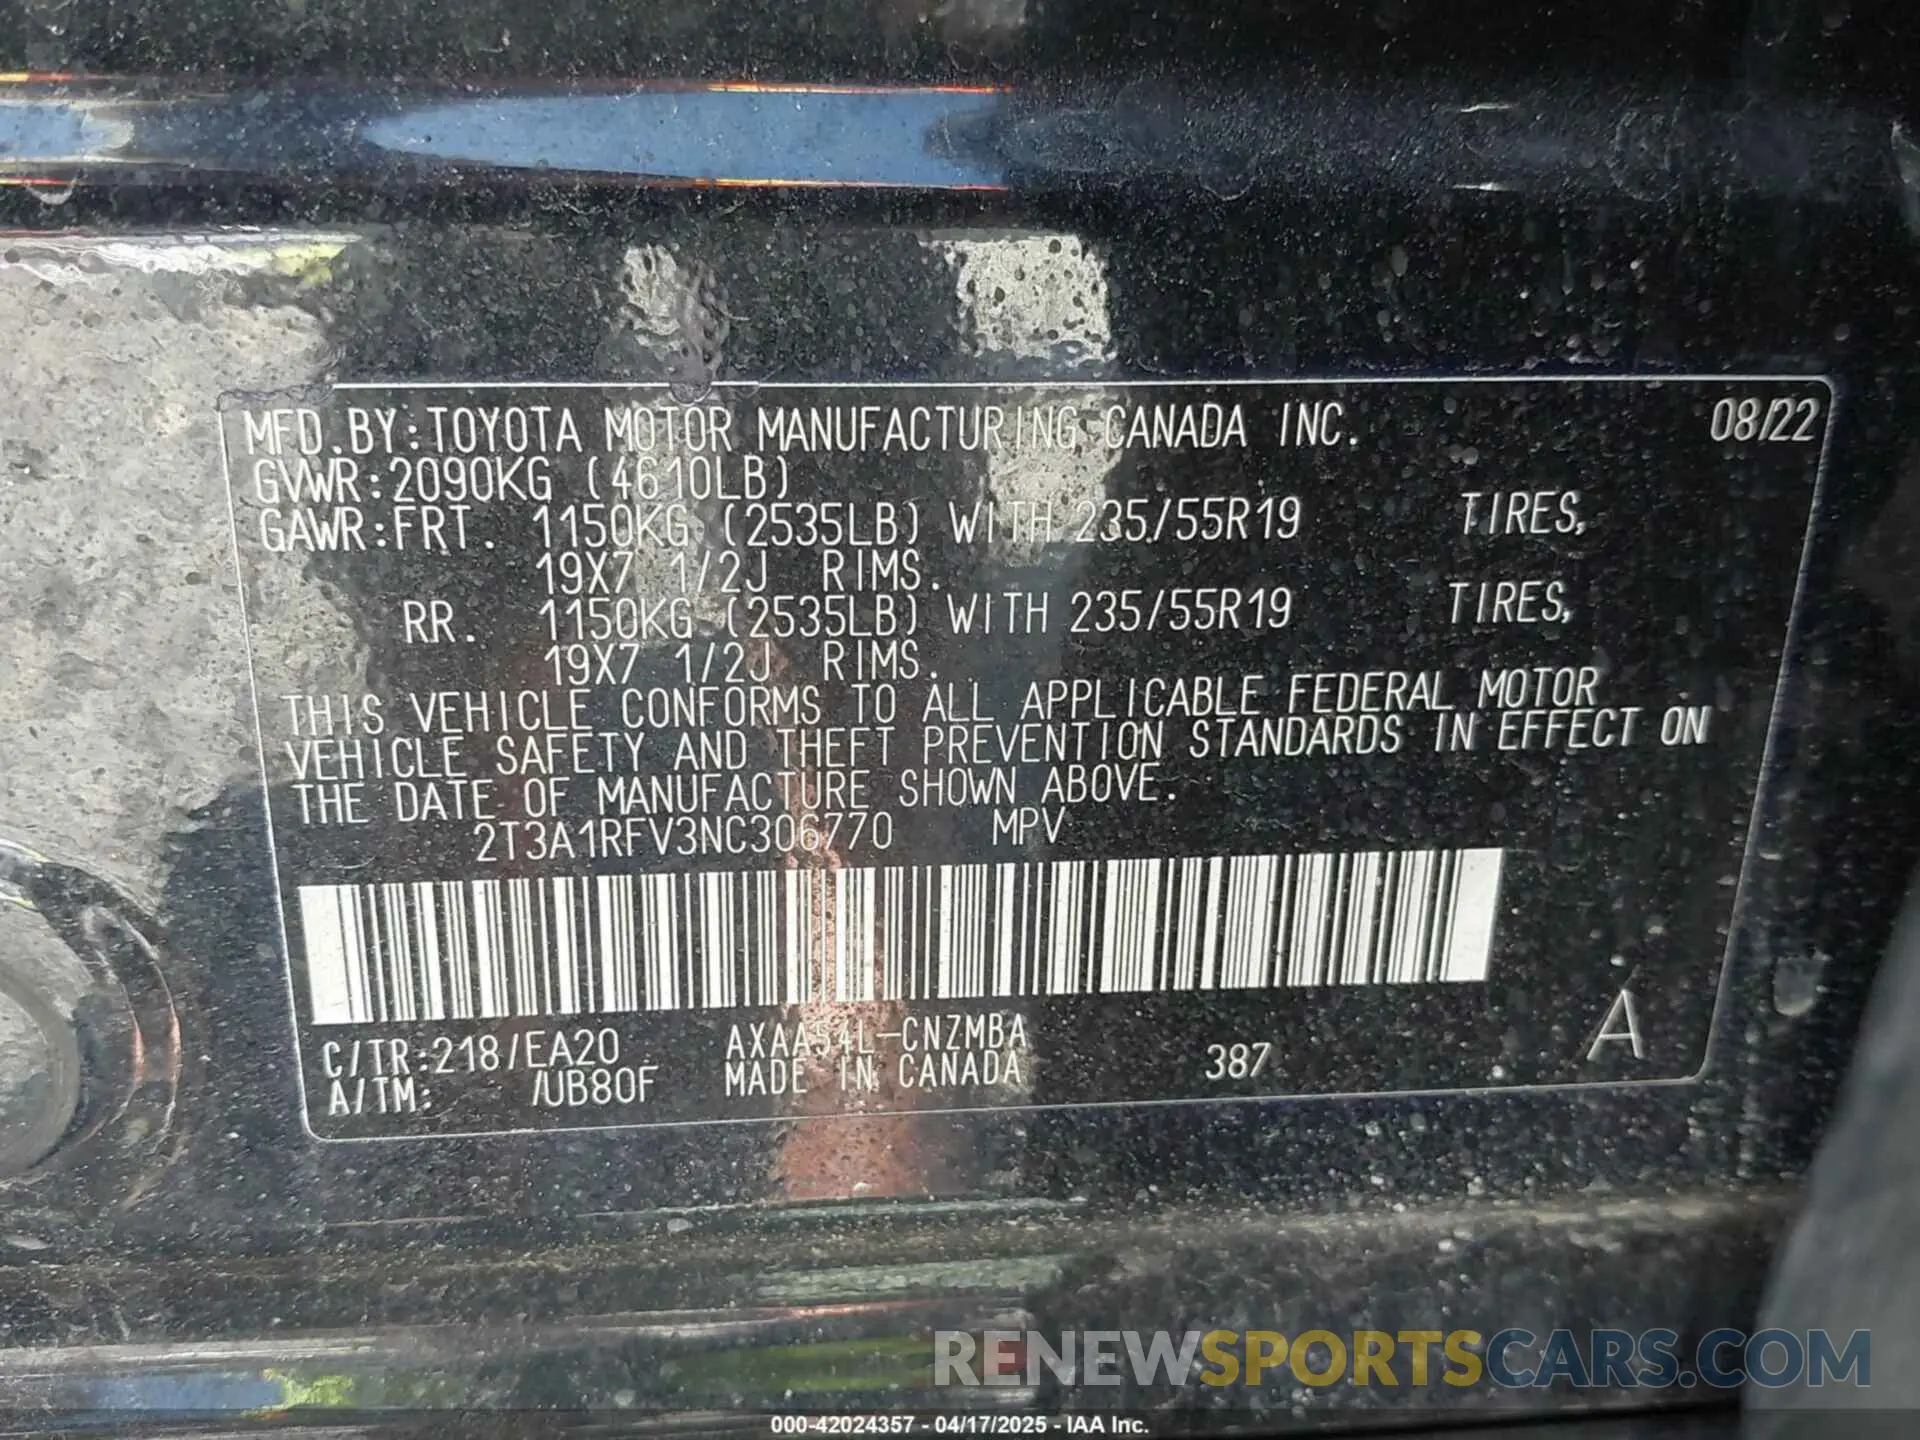 MFD.BY:TOYOTA MOTOR MANUFACTURING CANADA INC. 08/22
GVWR:2090KG (4610LB)
GAWR:FRT. 1150KG (2535LB) WITH 235/55R19 TIRES,
19X7 1/2J RIMS.
RR. 1150KG (2535LB) WITH 235/55R19 TIRES,
19X7 1/2J RIMS.
THIS VEHICLE CONFORMS TO ALL APPLICABLE FEDERAL MOTOR
VEHICLE SAFETY AND THEFT PREVENTION STANDARDS IN EFFECT ON
THE DATE OF MANUFACTURE SHOWN ABOVE.
2T3A1RFV3NC306770 MPV
C/TR:218/EA20 AXAA54L-CNZMBA 387 A
A/TM: /UB80F MADE IN CANADA
RENEWSPORTSCARS.COM
000-42024357 - 04/17/2025 - IAA Inc.